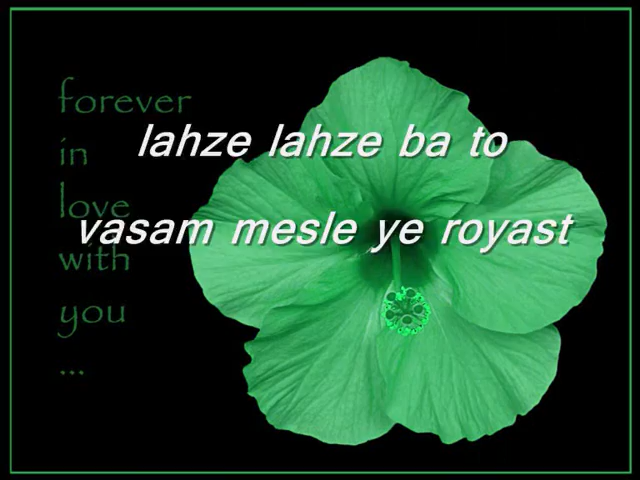 forever
in
love
with
you
...
lahze lahze ba to
vasam mesle ye royast